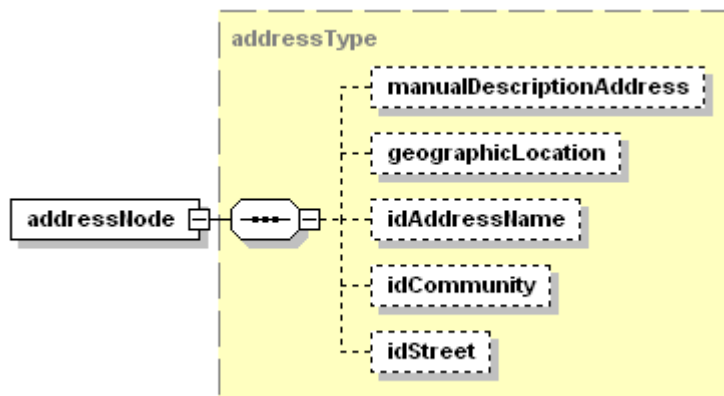 addressType
manualDescriptionAddress
geographicLocation
addressNode
idAddressName
idCommunity
idStreet